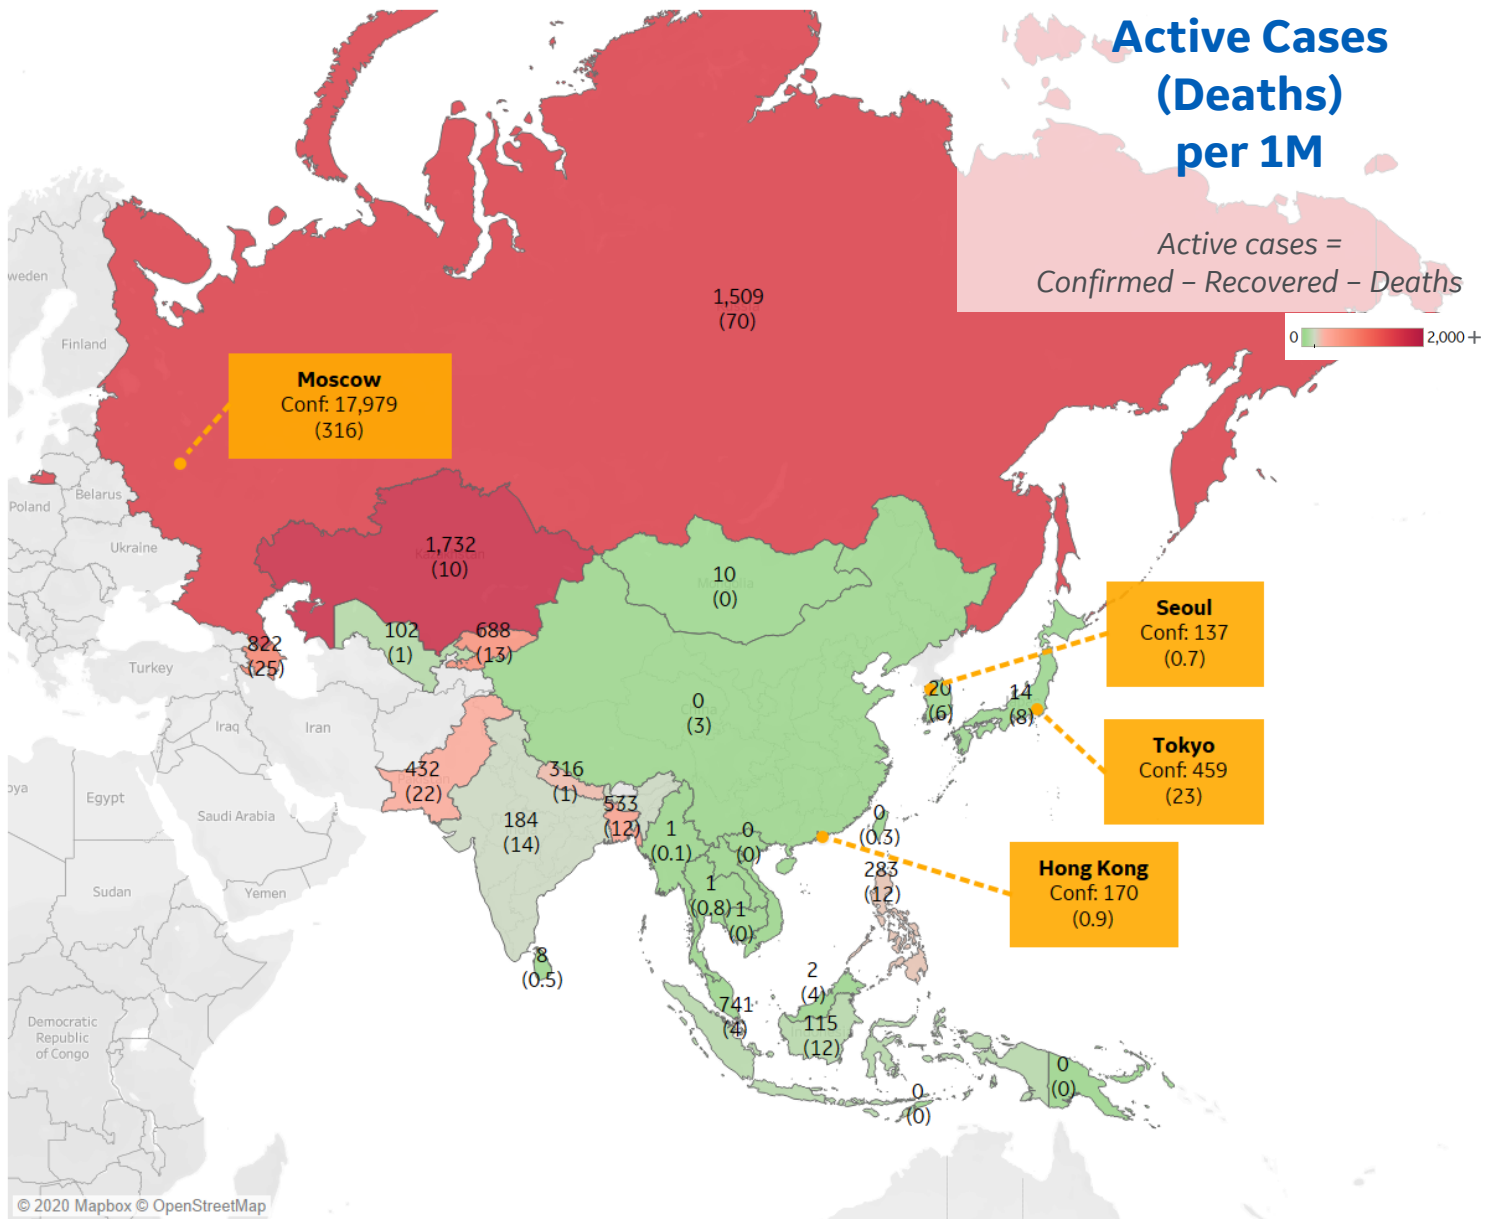 Active Cases
(Deaths)
per 1M
Active cases =
Confirmed – Recovered – Deaths
0
2,000 +
1,509
(70)
weden
Finland
Moscow
Conf: 17,979
(316)
Belarus
Poland
Ukraine
1,732
(10)
10
(0)
Seoul
Conf: 137
(0.7)
822
(25)
102
(1)
688
(13)
Turkey
Iraq
Iran
0
(3)
20
(6)
14
(8)
Tokyo
Conf: 459
(23)
432
(22)
316
(1)
533
(12)
oya
Egypt
Saudi Arabia
184
(14)
1
(0.1)
0
(0)
0
(0.3)
283
(12)
Hong Kong
Conf: 170
(0.9)
Sudan
Yemen
1
(0.8)
1
(0)
8
(0.5)
2
(4)
741
(4)
115
(12)
Democratic
Republic
of Congo
0
(0)
0
(0)
© 2020 Mapbox © OpenStreetMap